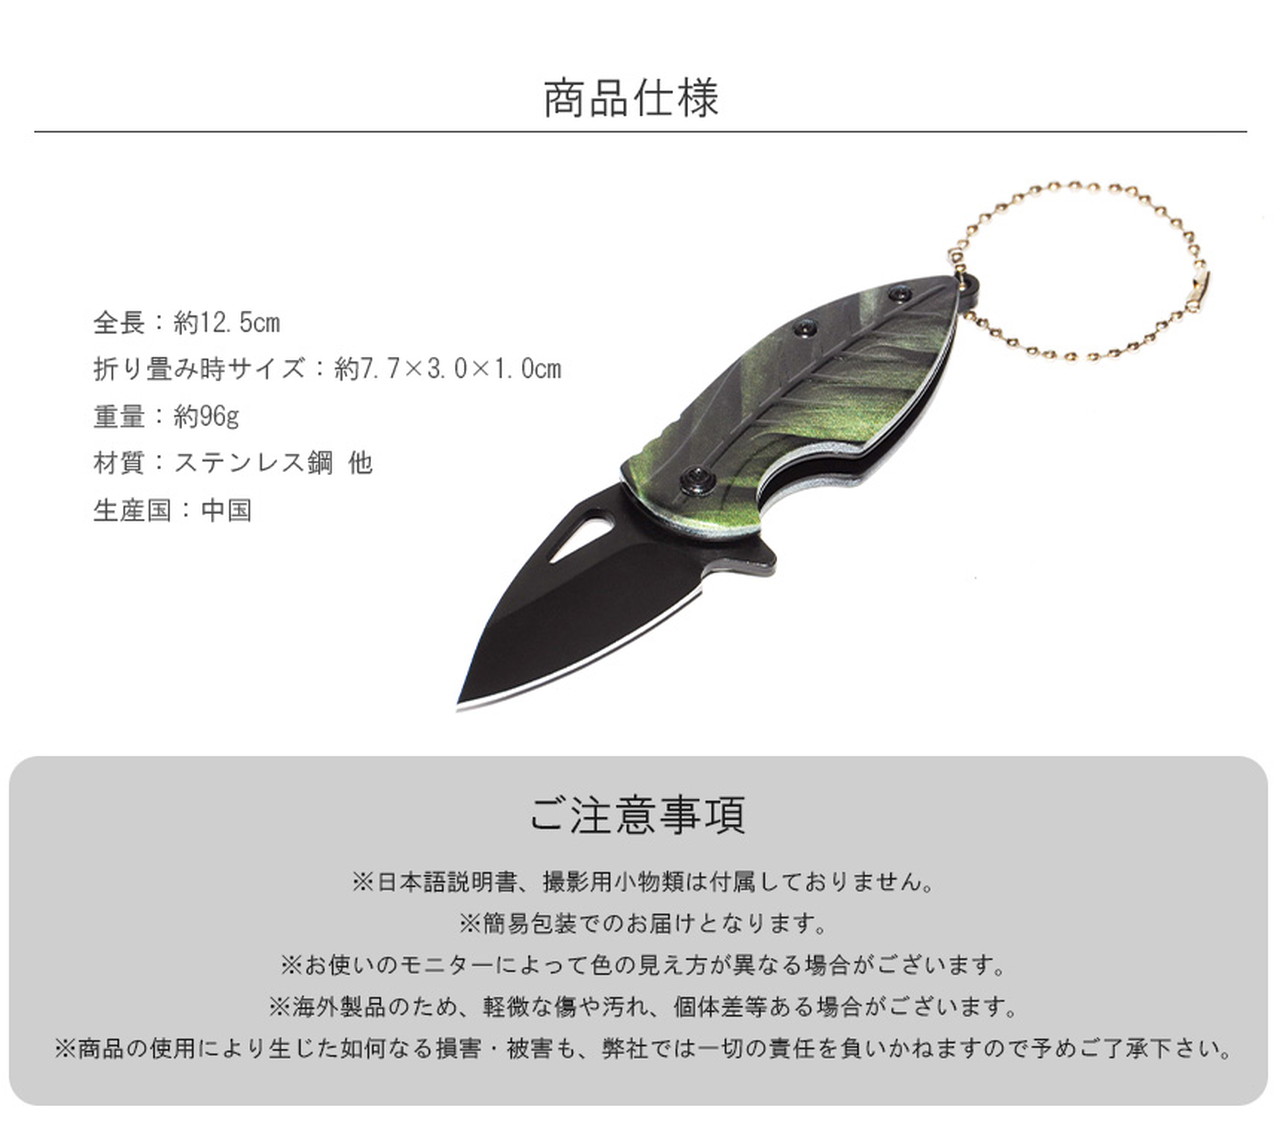 商品仕様
全長：約12.5cm
折り畳み時サイズ：約7.7×3.0×1.0cm
重量：約96g
材質：ステンレス鋼 他
生産国：中国
ご注意事項
※日本語説明書、撮影用小物類は付属しておりません。
※簡易包装でのお届けとなります。
※お使いのモニターによって色の見え方が異なる場合がございます。
※海外製品のため、軽微な傷や汚れ、個体差等ある場合がございます。
※商品の使用により生じた如何なる損害・被害も、弊社では一切の責任を負いかねますので予めご了承下さい。